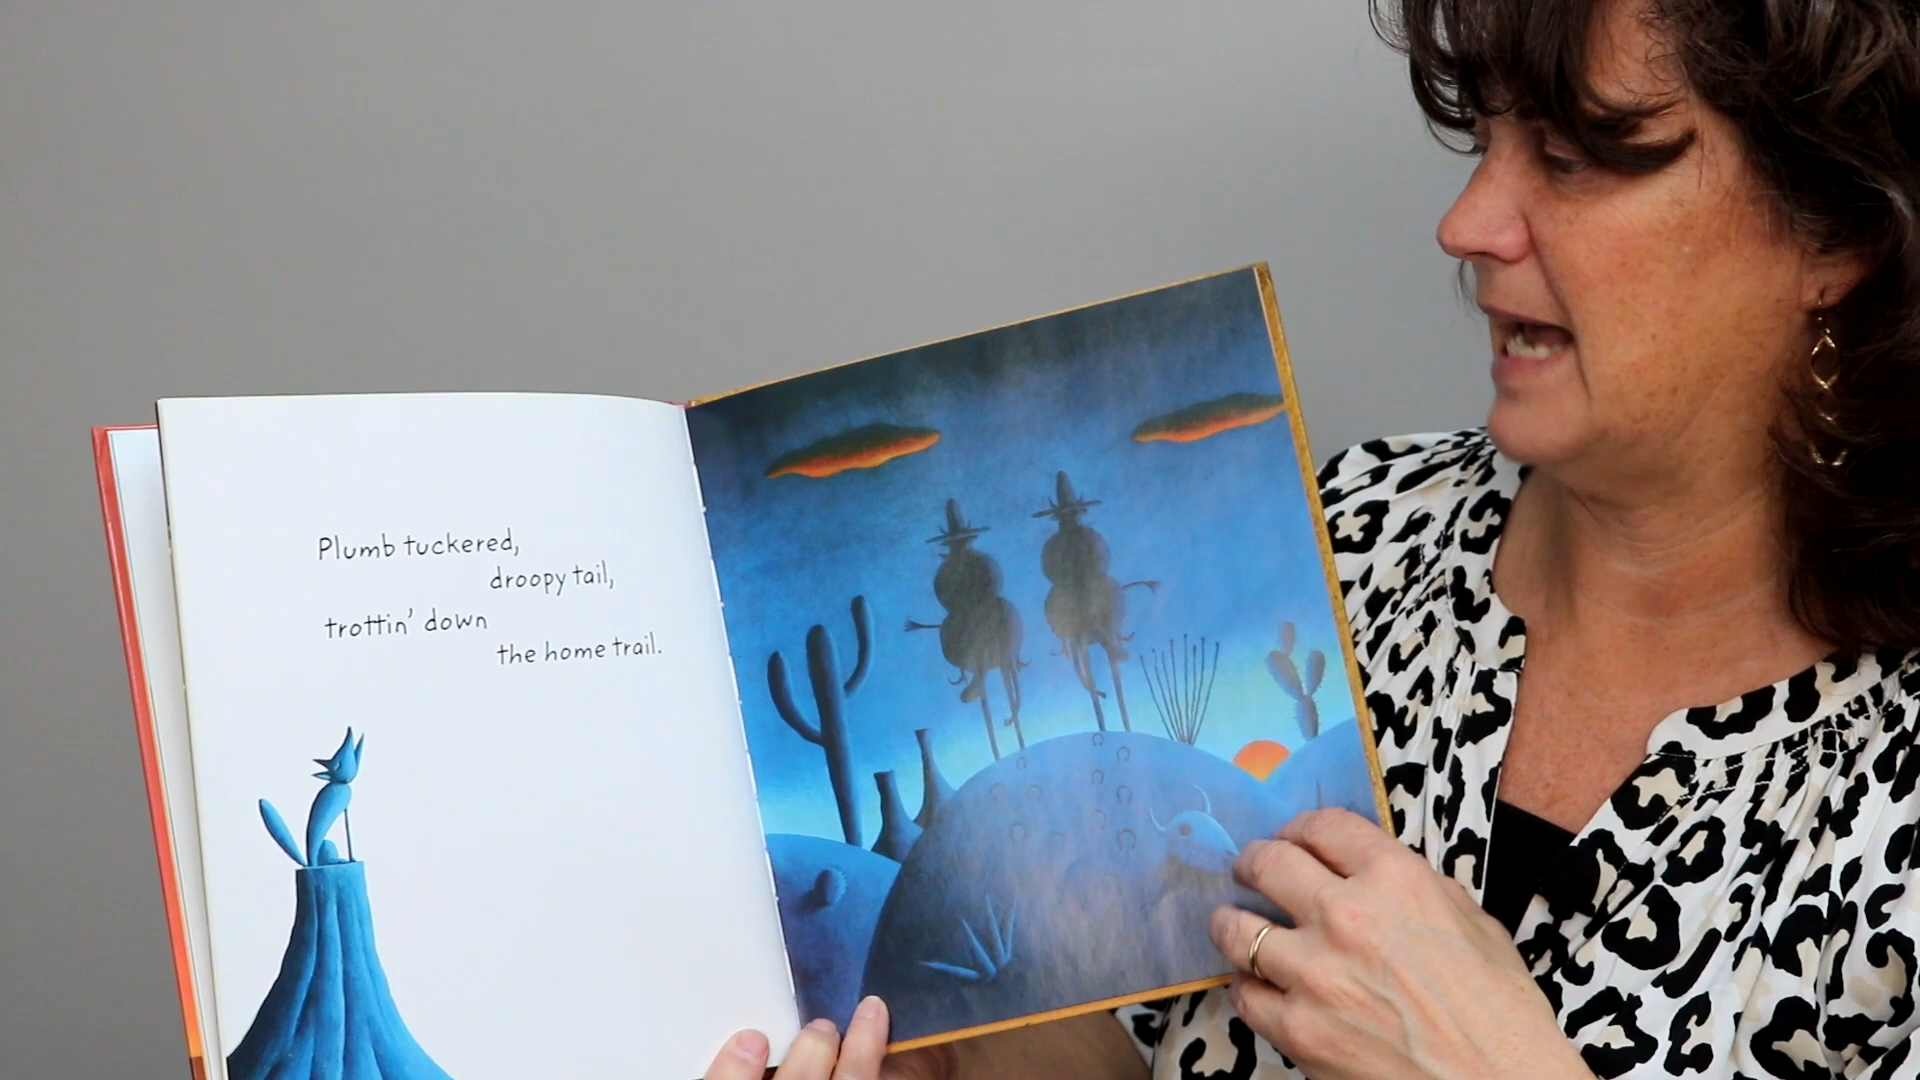 Plumb tuckered,
droopy tail,
trottin' down
the home trail.